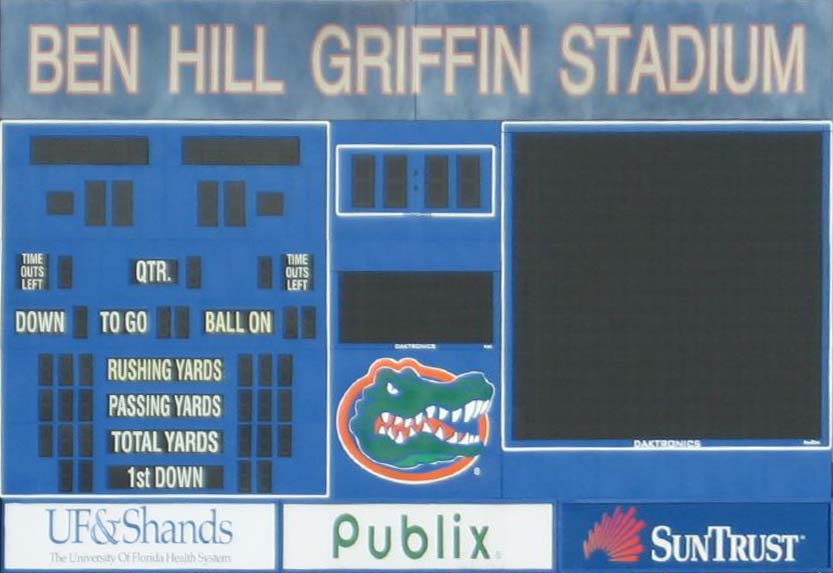 BEN HILL GRIFFIN STADIUM
TIME
OUTS
LEFT
QTR.
TIME
OUTS
LEFT
DOWN TO GO BALL ON
RUSHING YARDS
PASSING YARDS
TOTAL YARDS
1st DOWN
DAKTRONICS
®
DAKTRONICS
UF&Shands
The University Of Florida Health System
Publix®
SUNTRUST